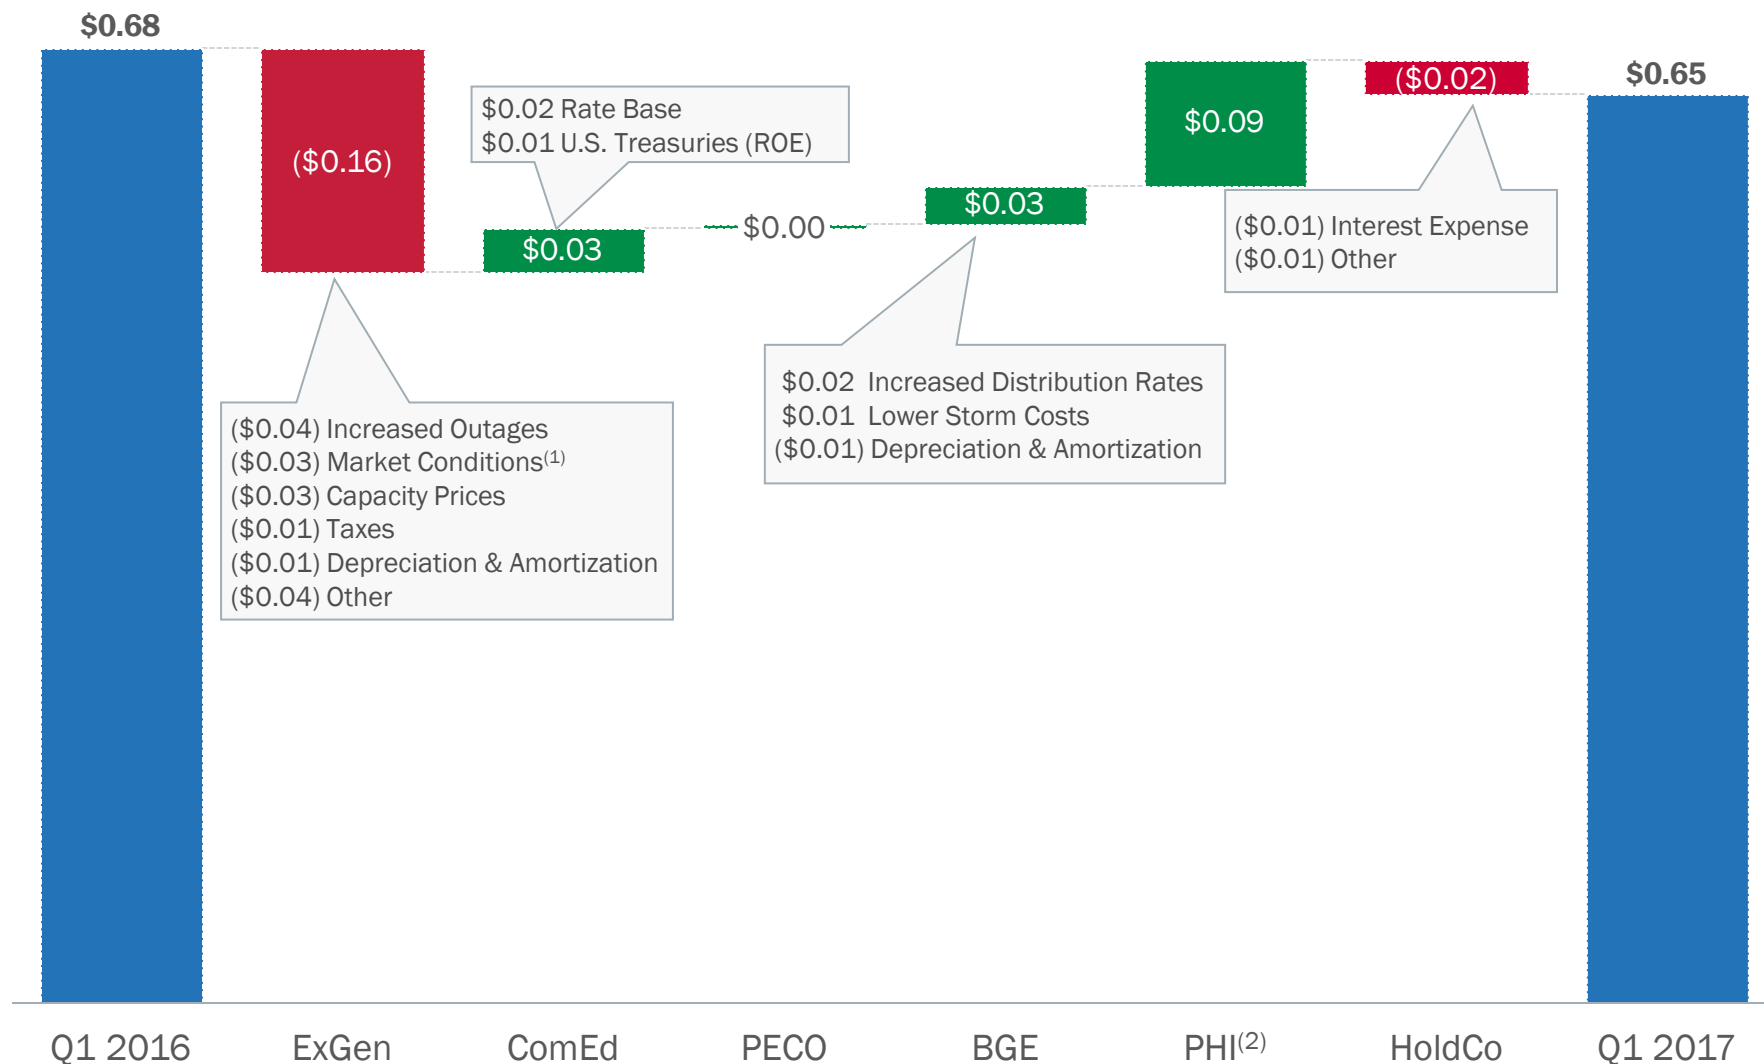 $0.68
($0.16)
$0.02 Rate Base
$0.01 U.S. Treasuries (ROE)
$0.03
$0.00
$0.03
$0.09
($0.02)
$0.65
($0.01) Interest Expense
($0.01) Other
$0.02 Increased Distribution Rates
$0.01 Lower Storm Costs
($0.01) Depreciation & Amortization
($0.04) Increased Outages
($0.03) Market Conditions(1)
($0.03) Capacity Prices
($0.01) Taxes
($0.01) Depreciation & Amortization
($0.04) Other
Q1 2016
ExGen
ComEd
PECO
BGE
PHI(2)
HoldCo
Q1 2017